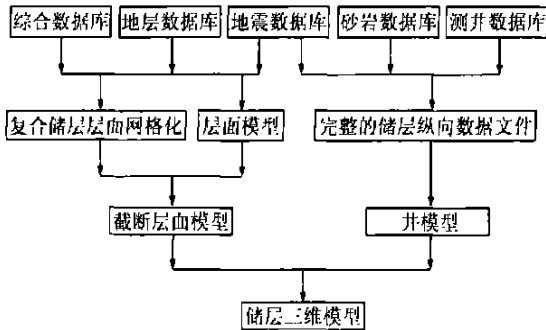 综合数据库 地层数据库 地震数据库 砂岩数据库 测井数据库
复合储层层面网格化 层面模型 完整的储层纵向数据文件
截断层面模型 井模型
储层三维模型